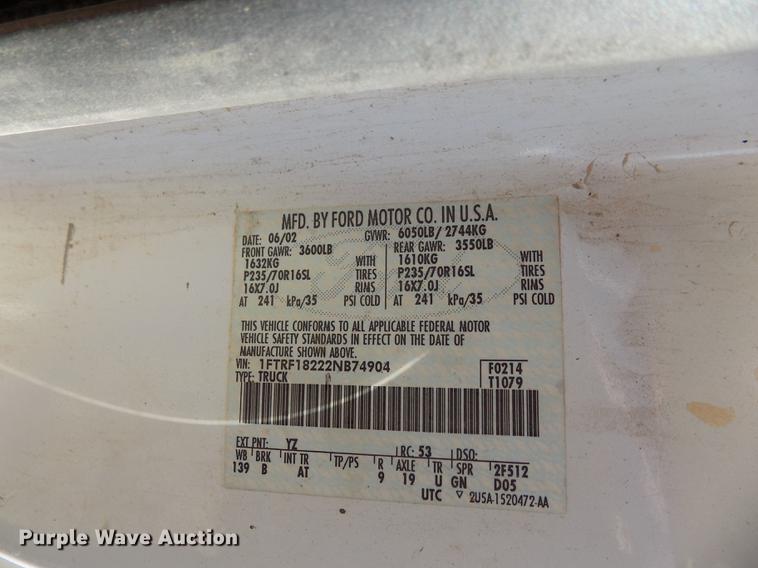 MFD. BY FORD MOTOR CO. IN U.S.A.
DATE: 06/02 GVWR: 6050LB/ 2744KG
FRONT GAWR: 3600LB REAR GAWR: 3550LB
1632KG WITH 1610KG WITH
P235/70R16SL TIRES P235/70R16SL TIRES
16X7.0J RIMS 16X7.0J RIMS
AT 241 kPa/35 PSI COLD AT 241 kPa/35 PSI COLD
THIS VEHICLE CONFORMS TO ALL APPLICABLE FEDERAL MOTOR
VEHICLE SAFETY STANDARDS IN EFFECT ON THE DATE OF
MANUFACTURE SHOWN ABOVE.
VIN: 1FTRF18222NB74904 F0214
TYPE: TRUCK T1079
EXT PNT: YZ RC: 53 DSO:
WB BRK INT TR TP/PS R AXLE TR SPR 2F512
139 B AT 9 19 U GN D05
UTC ▽ 2U5A-1520472-AA
Purple Wave Auction